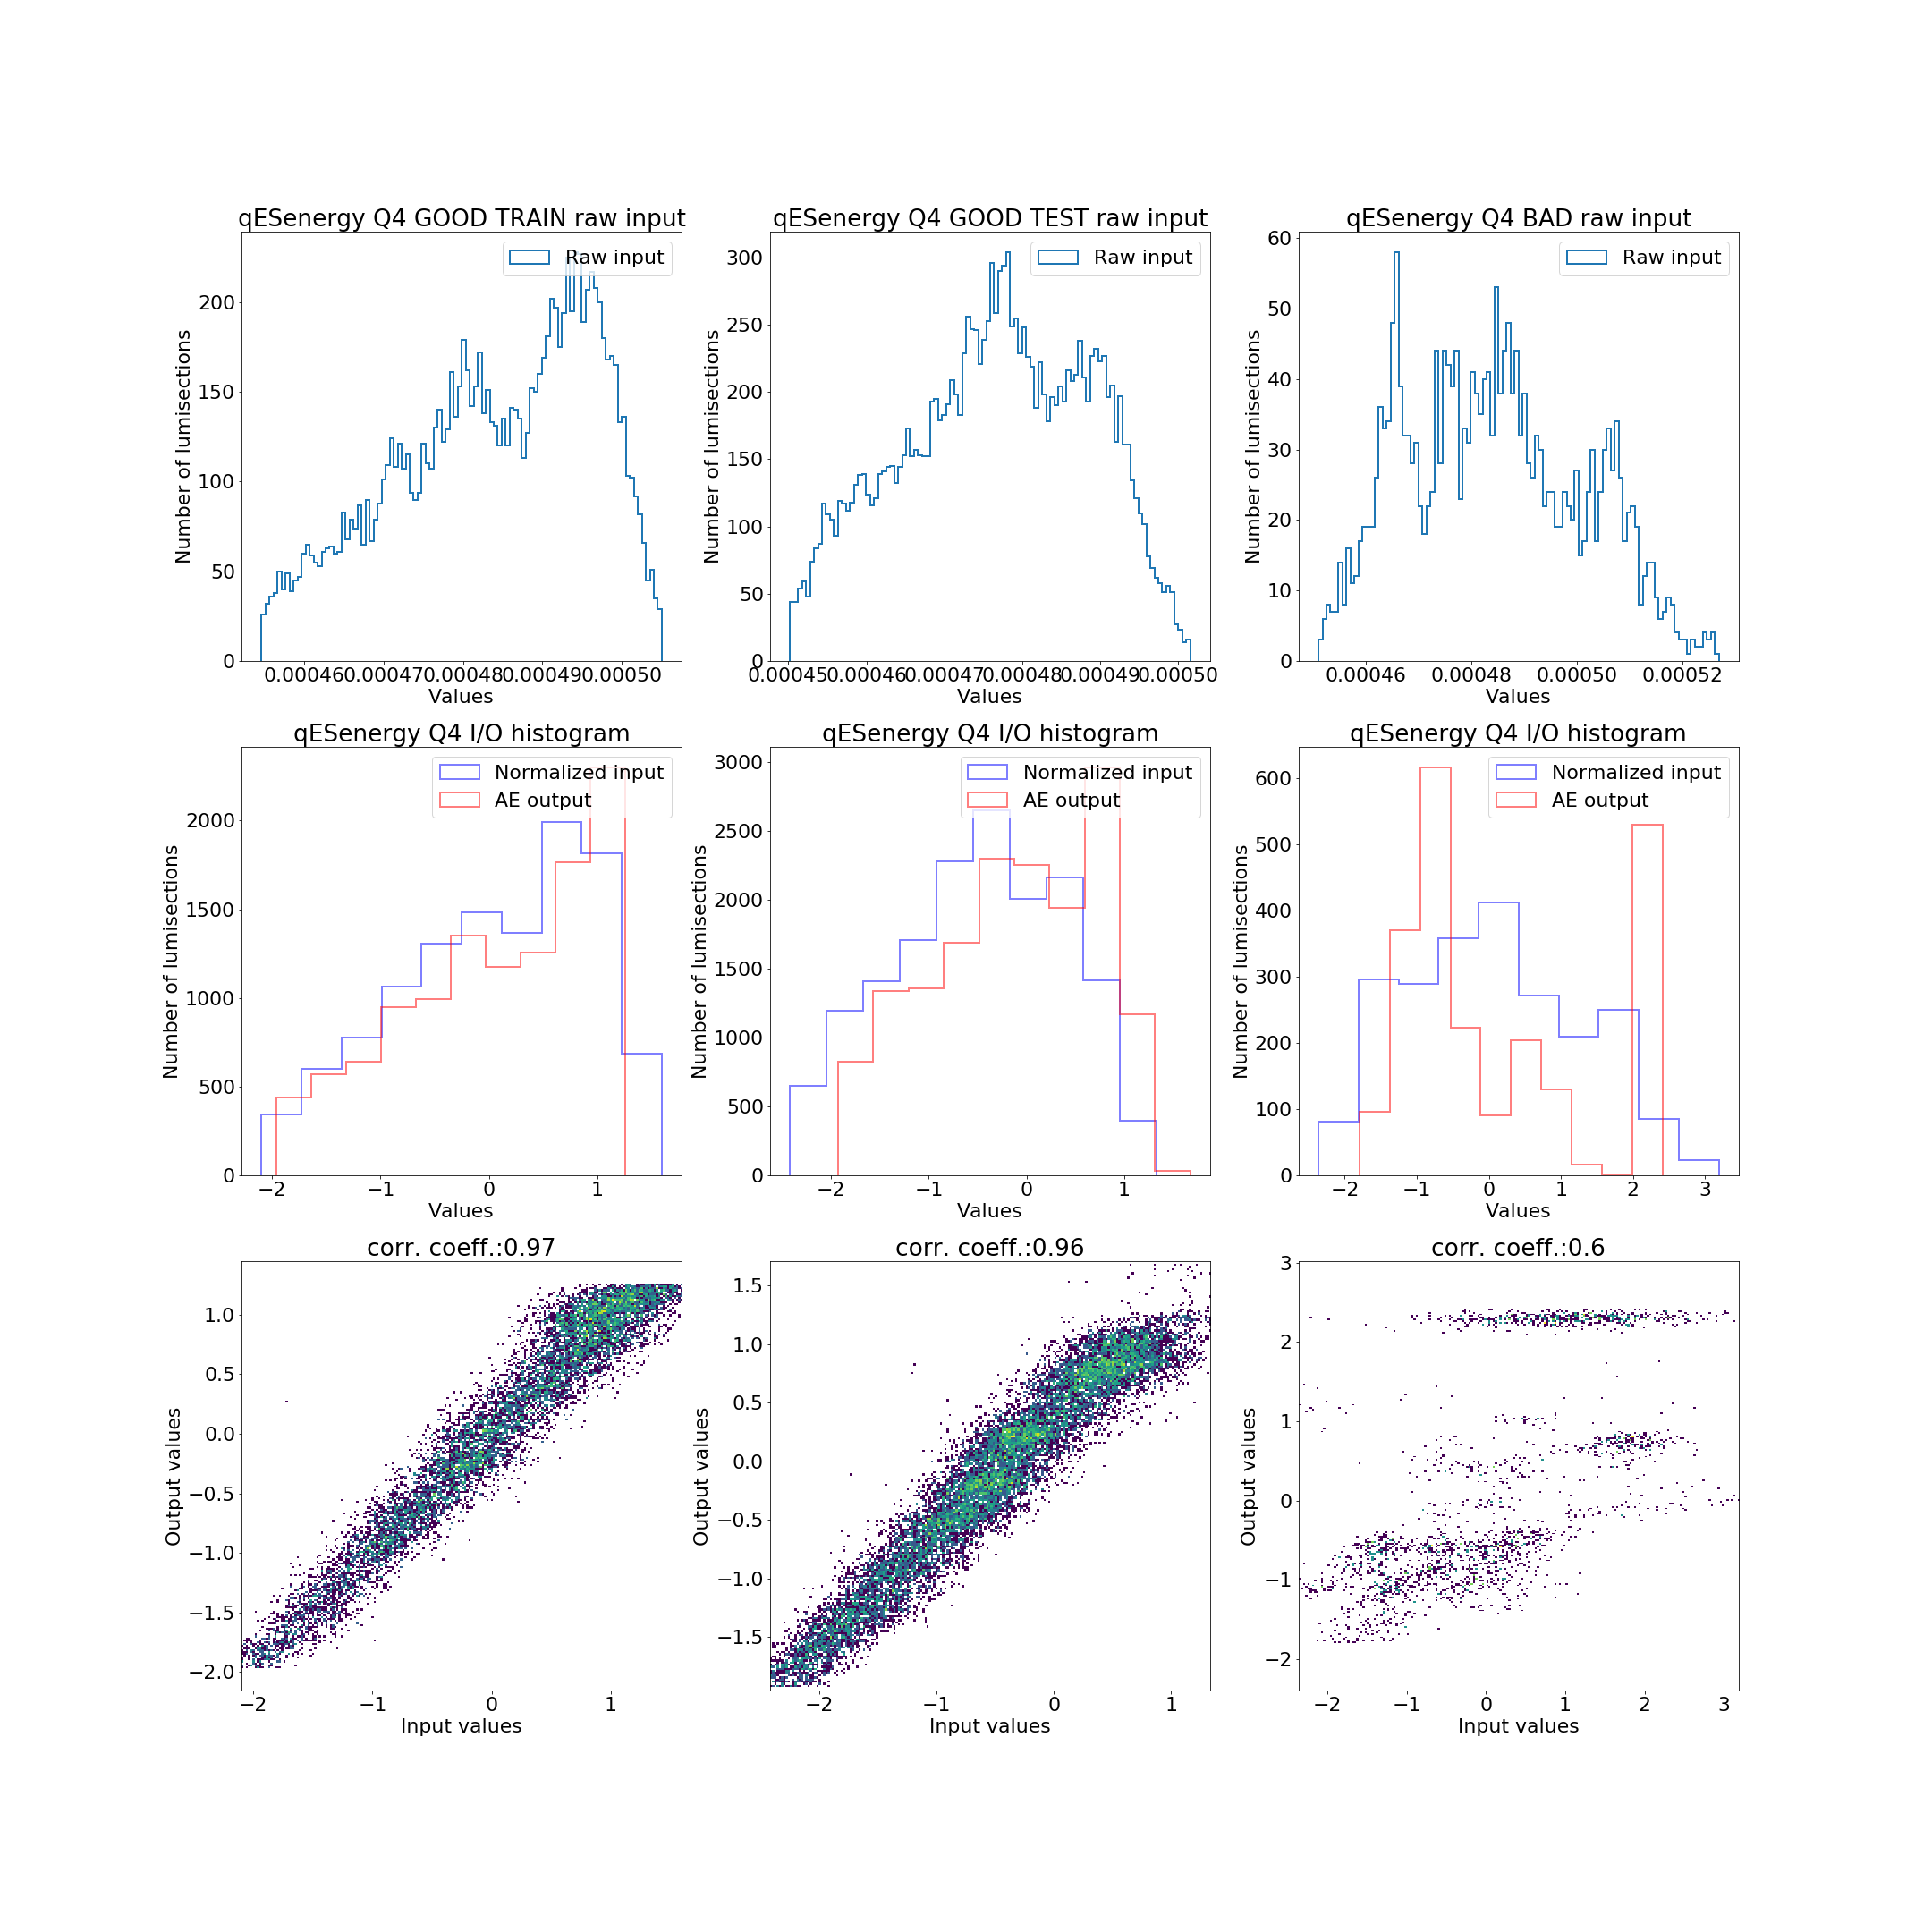 qESenergy Q4 GOOD TRAIN raw input
qESenergy Q4 GOOD TEST raw input
qESenergy Q4 BAD raw input
Raw input
Raw input
Raw input
Number of lumisections
200
150
100
50
0
0.00046 0.00047 0.00048 0.00049 0.00050
Values
Number of lumisections
300
250
200
150
100
50
0
0.00045 0.00046 0.00047 0.00048 0.00049 0.00050
Values
Number of lumisections
60
50
40
30
20
10
0
0.00046 0.00048 0.00050 0.00052
Values
qESenergy Q4 I/O histogram
qESenergy Q4 I/O histogram
qESenergy Q4 I/O histogram
Normalized input
AE output
Normalized input
AE output
Normalized input
AE output
Number of lumisections
2000
1500
1000
500
0
−2 −1 0 1
Values
Number of lumisections
3000
2500
2000
1500
1000
500
0
−2 −1 0 1
Values
Number of lumisections
600
500
400
300
200
100
0
−2 −1 0 1 2 3
Values
corr. coeff.:0.97
corr. coeff.:0.96
corr. coeff.:0.6
Output values
1.0
0.5
0.0
−0.5
−1.0
−1.5
−2.0
−2 −1 0 1
Input values
Output values
1.5
1.0
0.5
0.0
−0.5
−1.0
−1.5
−2 −1 0 1
Input values
Output values
3
2
1
0
−1
−2
−2 −1 0 1 2 3
Input values